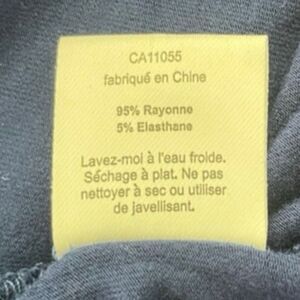 CA11055
fabriqué en Chine
95% Rayonne
5% Elasthane
Lavez-moi à l'eau froide.
Séchage à plat. Ne pas
nettoyer à sec ou utiliser
de javellisant.